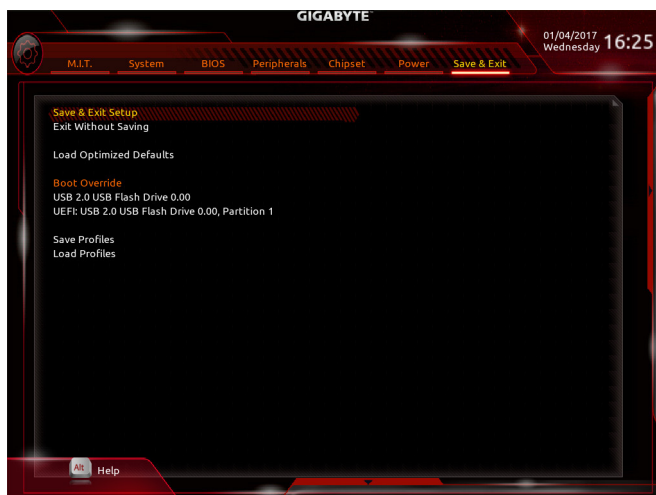 GIGABYTE™
01/04/2017
Wednesday 16:25
M.I.T. System BIOS Peripherals Chipset Power Save & Exit
Save & Exit Setup
Exit Without Saving
Load Optimized Defaults
Boot Override
USB 2.0 USB Flash Drive 0.00
UEFI: USB 2.0 USB Flash Drive 0.00, Partition 1
Save Profiles
Load Profiles
Alt Help